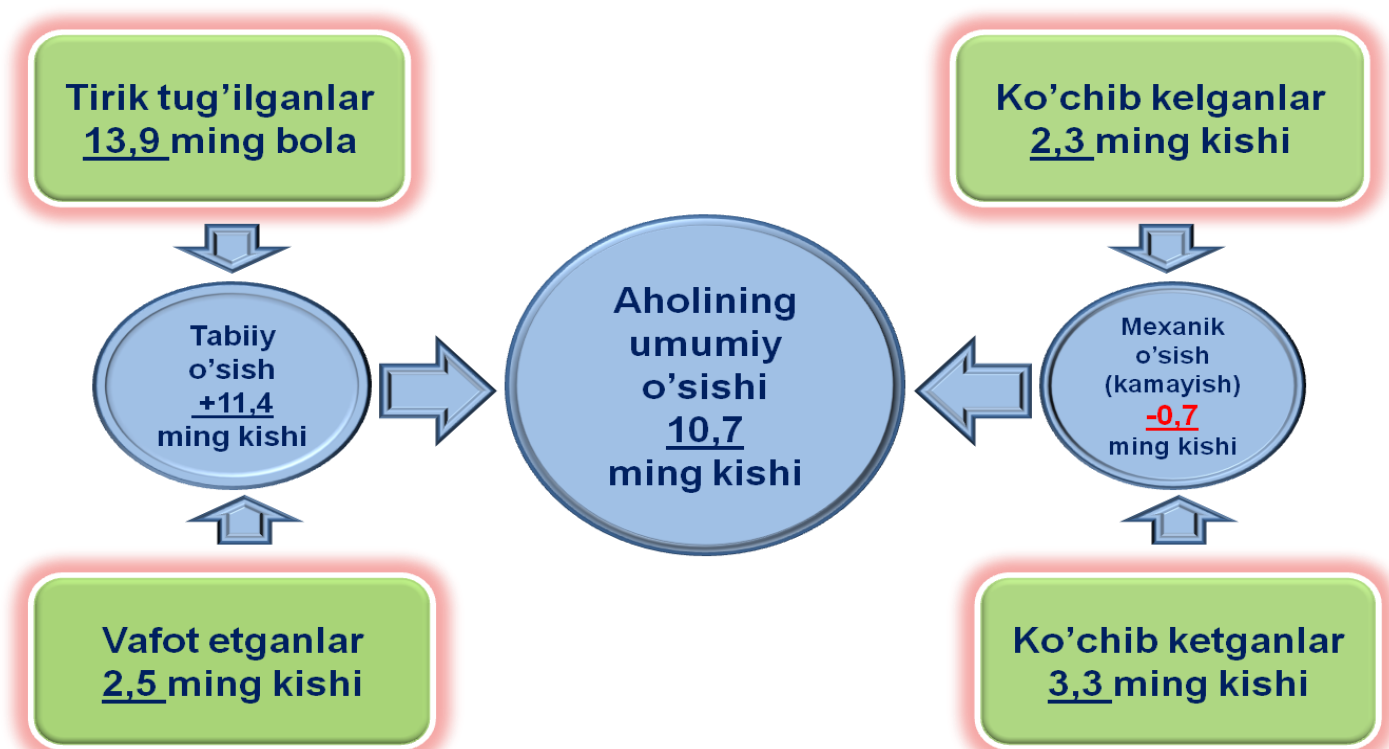 Tirik tug’ilganlar
13,9 ming bola
Ko’chib kelganlar
2,3 ming kishi
Tabiiy
o’sish
+11,4
ming kishi
Aholining
umumiy
o’sishi
10,7
ming kishi
Mexanik
o’sish
(kamayish)
-0,7
ming kishi
Vafot etganlar
2,5 ming kishi
Ko’chib ketganlar
3,3 ming kishi